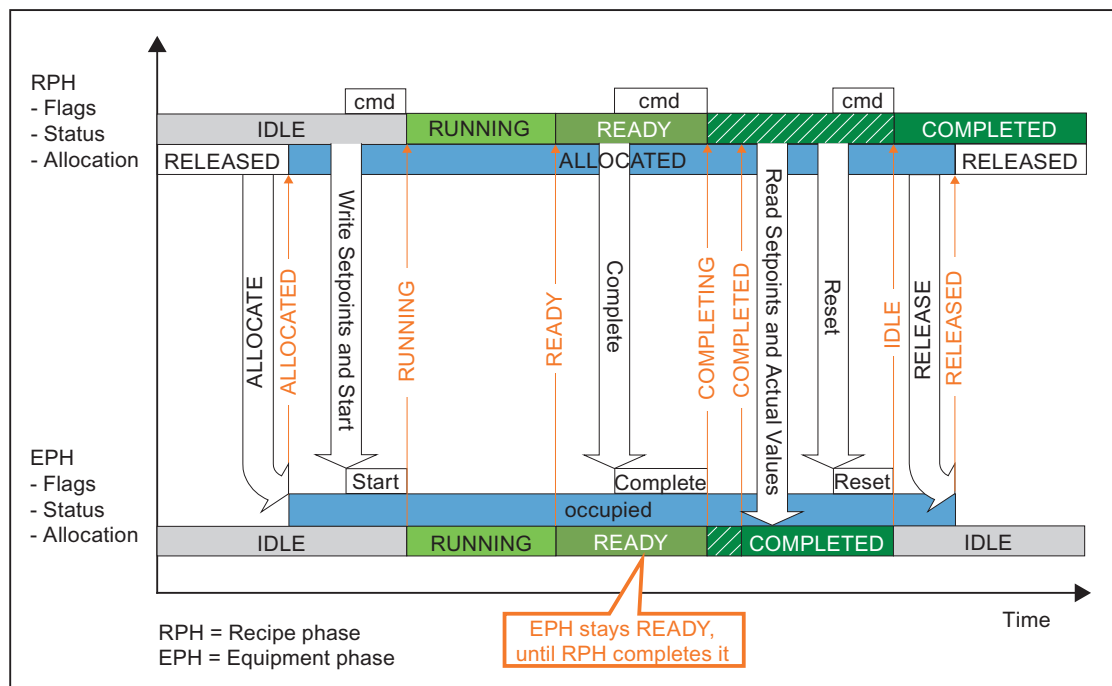 RPH
- Flags
- Status
- Allocation
cmd
cmd
cmd
IDLE
RUNNING
READY
COMPLETED
RELEASED
ALLOCATED
RELEASED
ALLOCATE
ALLOCATED
Write Setpoints and Start
RUNNING
READY
Complete
COMPLETING
COMPLETED
Read Setpoints and Actual Values
Reset
IDLE
RELEASE
RELEASED
EPH
- Flags
- Status
- Allocation
Start
Complete
Reset
occupied
IDLE
RUNNING
READY
COMPLETED
IDLE
Time
RPH = Recipe phase
EPH = Equipment phase
EPH stays READY,
until RPH completes it